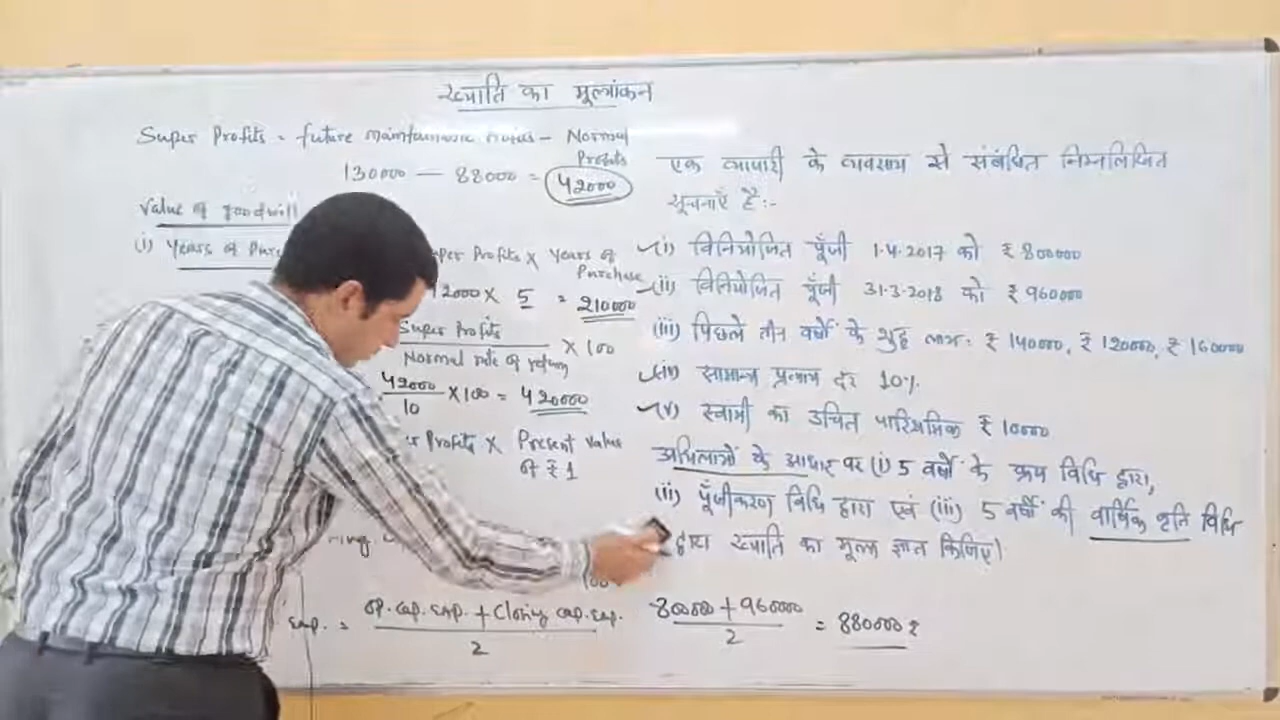 ख्याति का मूल्यांकन
Super Profits = future maintainable Profits - Normal
Profits
130000 — 88000 = 42000
Value of goodwill
(i) Years of Purc
Super Profits x Years of
Purchase
42000 x 5 = 210000
Super Profits
Normal rate of return
x 100
42000
10
x 100 = 420000
Profits x Present Value
of ₹ 1
100
Emp. = Op. Cap. Emp. + Closing Cap. Emp.
2
800000 + 960000
2
= 880000 ₹
एक व्यापारी के व्यवसाय से संबंधित निम्नलिखित
सूचनाएँ है:-
(i) विनियोजित पूँजी 1.4.2017 को ₹ 800000
(ii) विनियोजित पूँजी 31.3.2018 को ₹ 960000
(iii) पिछले तीन वर्षों के शुद्ध लाभ: ₹ 140000, ₹ 120000, ₹ 160000
(iv) सामान्य प्रत्याय दर 10%
(v) स्वामी का उचित पारिश्रमिक ₹ 10000
अधिलाभों के आधार पर (i) 5 वर्षों के क्रय विधि द्वारा,
(ii) पूँजीकरण विधि द्वारा एवं (iii) 5 वर्षों की वार्षिक वृति विधि
द्वारा ख्याति का मूल्य ज्ञात किजिए।